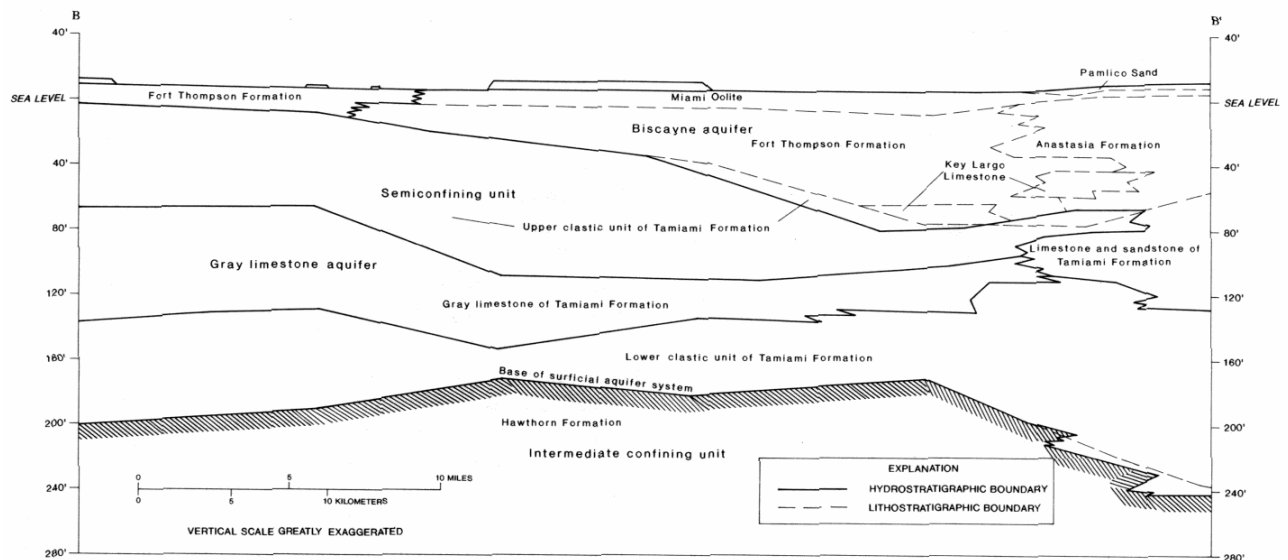 B
B'
40'
40'
Pamlico Sand
SEA LEVEL
Fort Thompson Formation
Miami Oolite
SEA LEVEL
Biscayne aquifer
Fort Thompson Formation
Anastasia Formation
Key Largo
Limestone
40'
40'
Semiconfining unit
Upper clastic unit of Tamiami Formation
80'
80'
Limestone and sandstone of
Tamiami Formation
Gray limestone aquifer
120'
120'
Gray limestone of Tamiami Formation
160'
160'
Lower clastic unit of Tamiami Formation
Base of surficial aquifer system
200'
200'
Hawthorn Formation
Intermediate confining unit
240'
240'
0 5 10 MILES
0 5 10 KILOMETERS
VERTICAL SCALE GREATLY EXAGGERATED
EXPLANATION
HYDROSTRATIGRAPHIC BOUNDARY
LITHOSTRATIGRAPHIC BOUNDARY
280'
280'